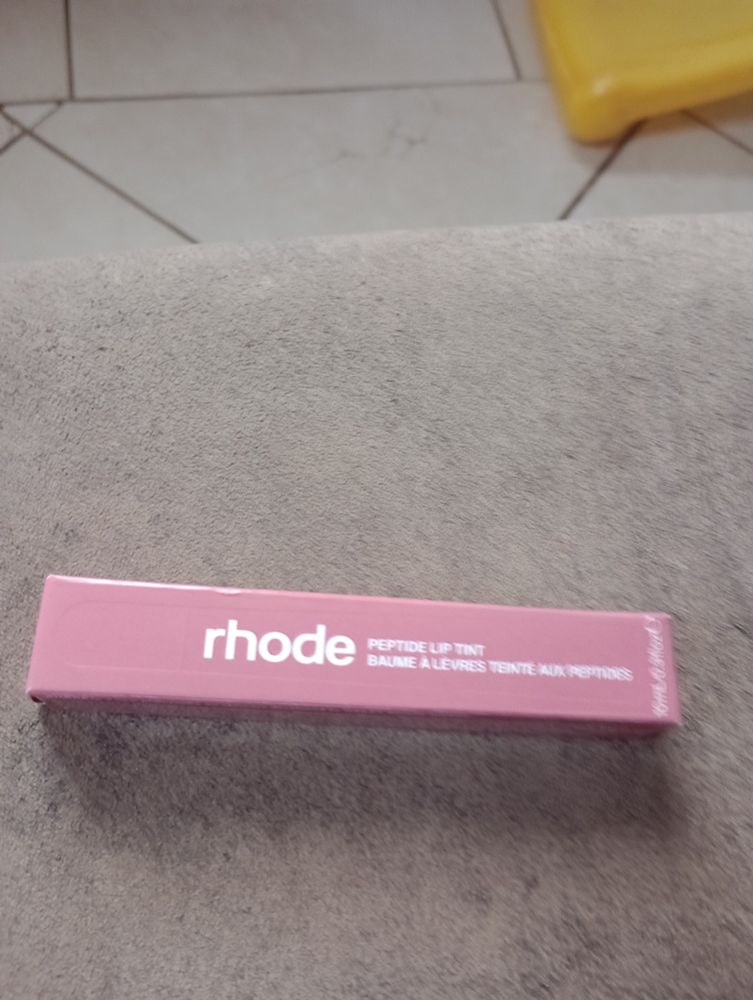 rhode
PEPTIDE LIP TINT
BAUME À LÈVRES TEINTE AUX PEPTIDES